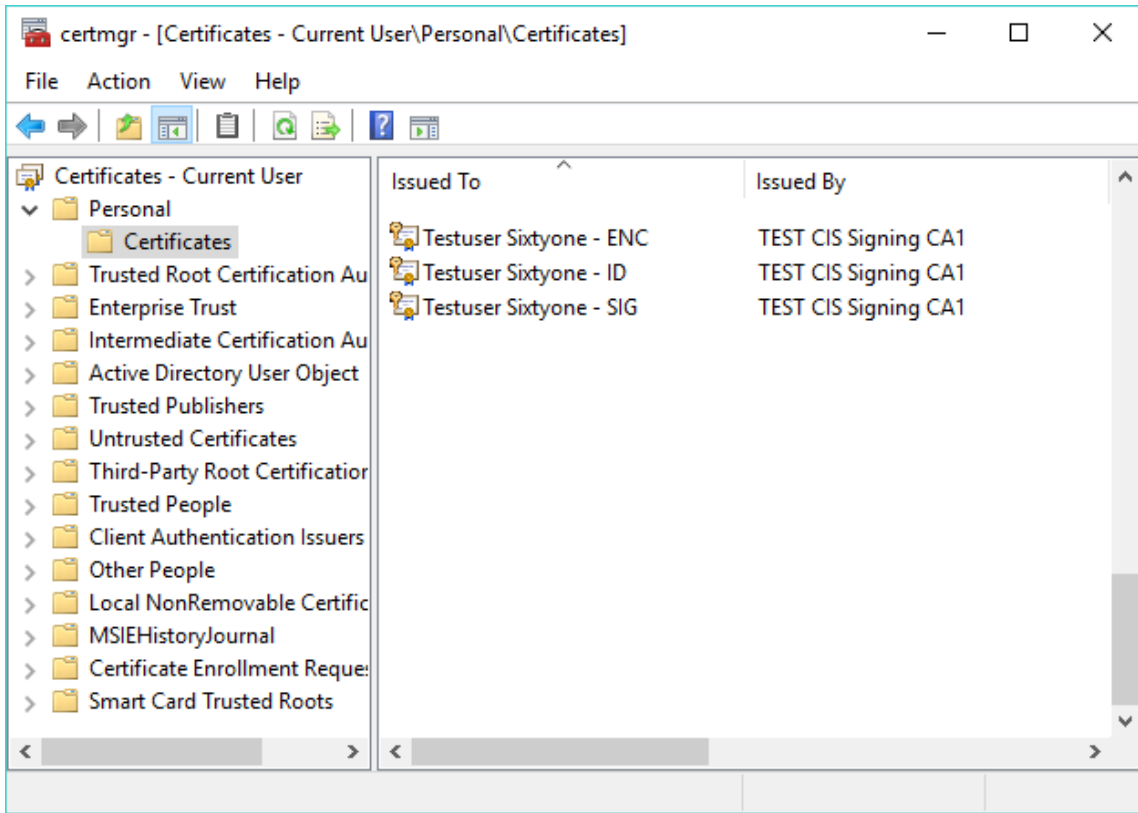 certmgr - [Certificates - Current User\Personal\Certificates]
File Action View Help
Certificates - Current User
Personal
Certificates
Trusted Root Certification Au
Enterprise Trust
Intermediate Certification Au
Active Directory User Object
Trusted Publishers
Untrusted Certificates
Third-Party Root Certification
Trusted People
Client Authentication Issuers
Other People
Local NonRemovable Certific
MSIEHistoryJournal
Certificate Enrollment Reques
Smart Card Trusted Roots
Issued To Issued By
Testuser Sixtyone - ENC TEST CIS Signing CA1
Testuser Sixtyone - ID TEST CIS Signing CA1
Testuser Sixtyone - SIG TEST CIS Signing CA1